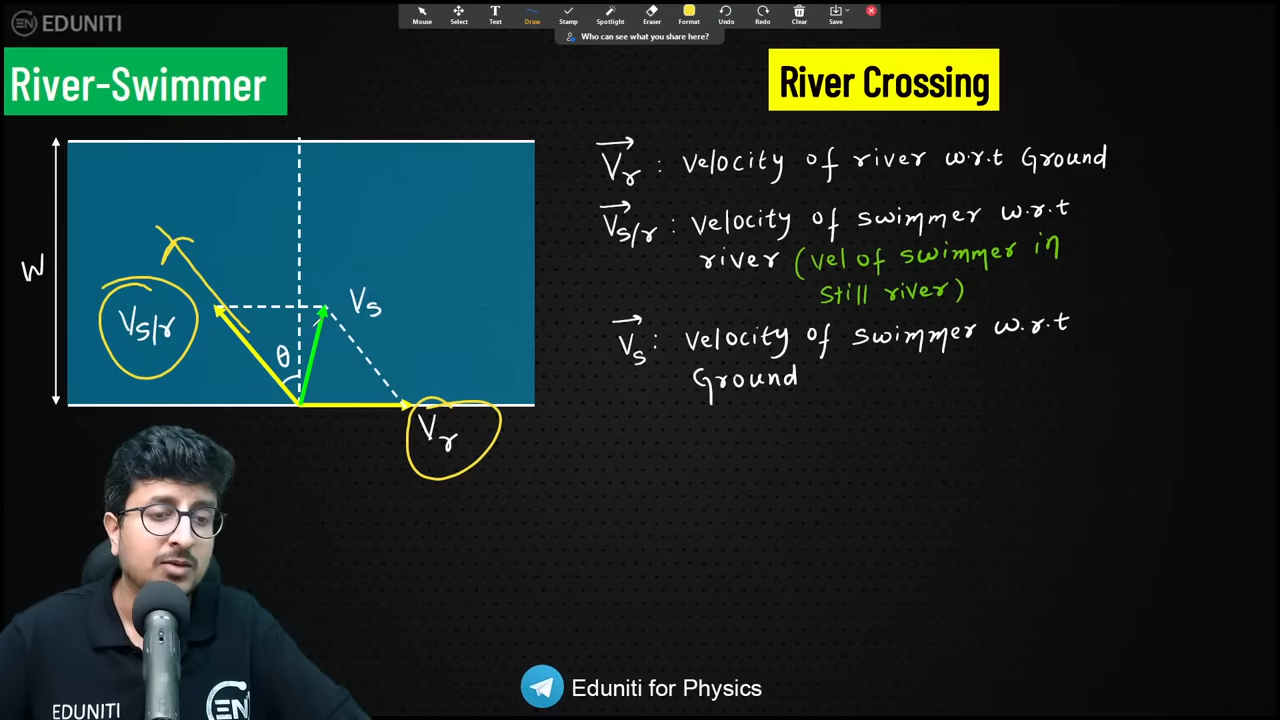 EN EDUNITI
Mouse Select Text Draw Stamp Spotlight Eraser Format Undo Redo Clear Save
Who can see what you share here?
River-Swimmer
River Crossing
W
Vs/r
θ
Vs
Vr
Vr : Velocity of river w.r.t Ground
Vs/r : Velocity of swimmer w.r.t
river (vel of swimmer in
still river)
Vs : Velocity of swimmer w.r.t
Ground
EDUNITI
EN
Eduniti for Physics